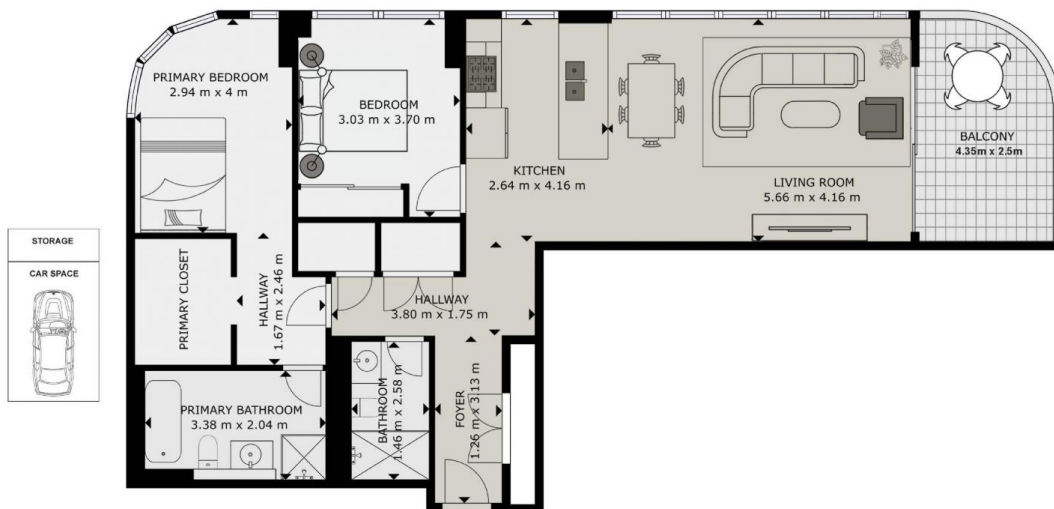 PRIMARY BEDROOM
2.94 m x 4 m
BEDROOM
3.03 m x 3.70 m
KITCHEN
2.64 m x 4.16 m
LIVING ROOM
5.66 m x 4.16 m
BALCONY
4.35m x 2.5m
STORAGE
CAR SPACE
PRIMARY CLOSET
HALLWAY
1.67 m x 2.46 m
HALLWAY
3.80 m x 1.75 m
PRIMARY BATHROOM
3.38 m x 2.04 m
BATHROOM
1.46 m x 2.58 m
FOYER
1.26 m x 3.13 m